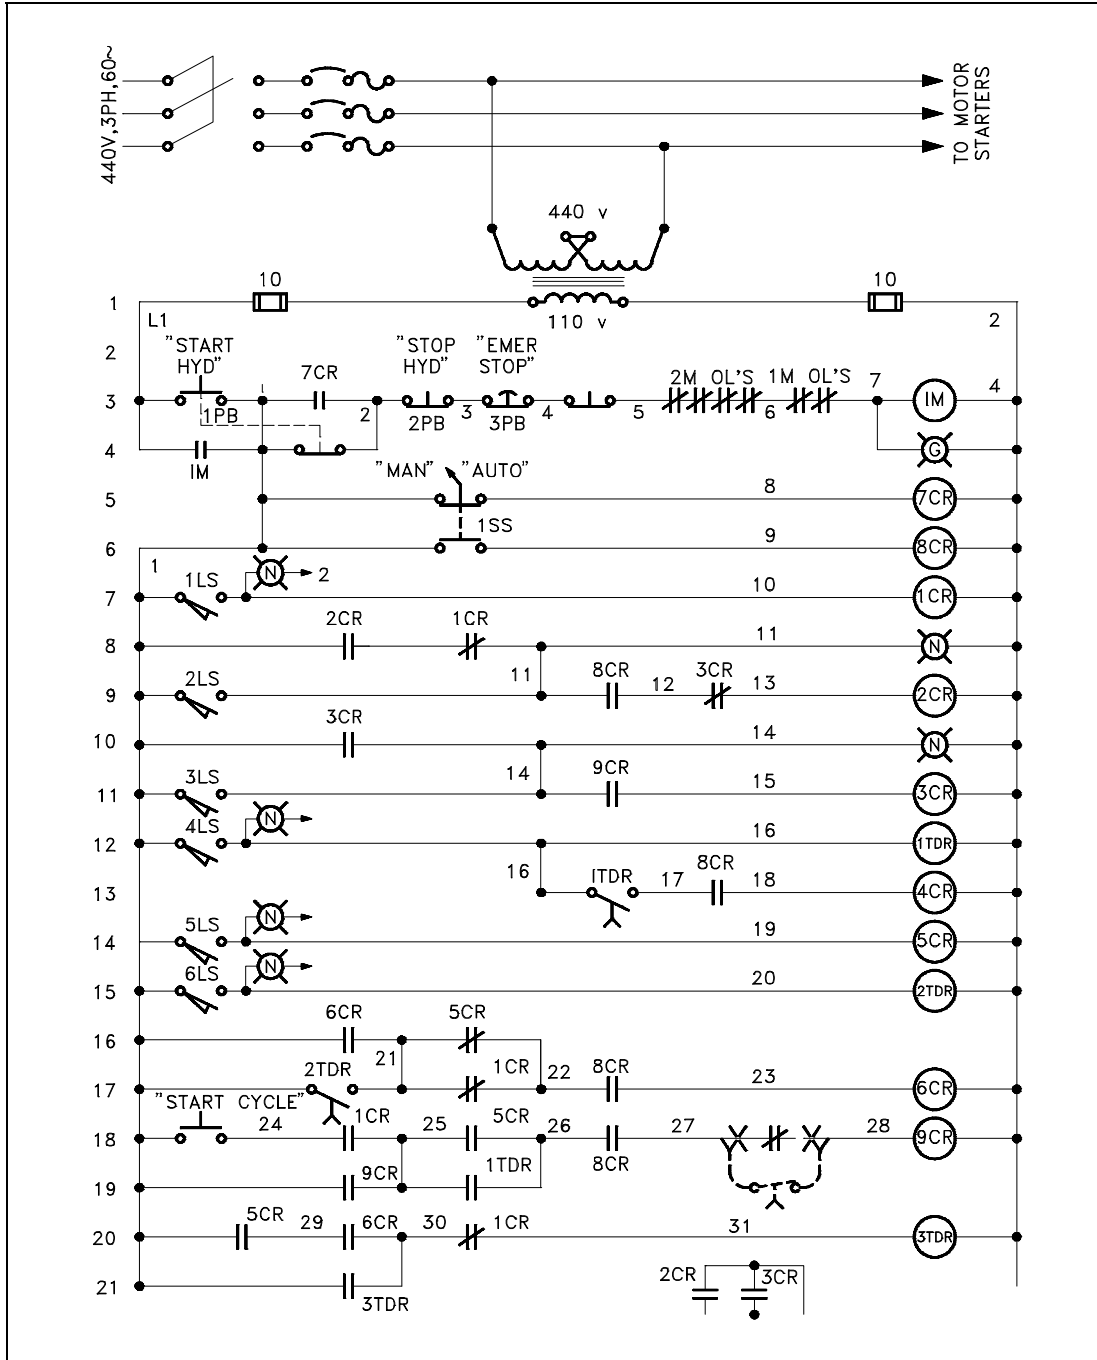 440V,3PH,60~
TO MOTOR
STARTERS
440 v
10
10
1
110 v
L1
2
2
"START
HYD"
"STOP
HYD"
"EMER
STOP"
7CR
2M OL'S
1M OL'S
7
4
3
1PB
2
2PB
3
3PB
4
5
6
IM
4
IM
G
"MAN"
"AUTO"
5
8
7CR
1SS
6
9
8CR
1
N
2
1LS
7
10
1CR
2CR
1CR
8
11
N
2LS
11
8CR
12
3CR
13
9
2CR
3CR
10
14
N
3LS
14
9CR
15
11
3CR
N
4LS
12
16
1TDR
16
1TDR
17
8CR
18
13
4CR
N
5LS
14
19
5CR
N
6LS
15
20
2TDR
6CR
5CR
16
21
2TDR
1CR
22
8CR
23
17
6CR
"START CYCLE"
24
1CR
25
5CR
26
27
28
18
8CR
9CR
9CR
1TDR
19
5CR
29
6CR
30
1CR
31
20
3TDR
21
3TDR
2CR
3CR